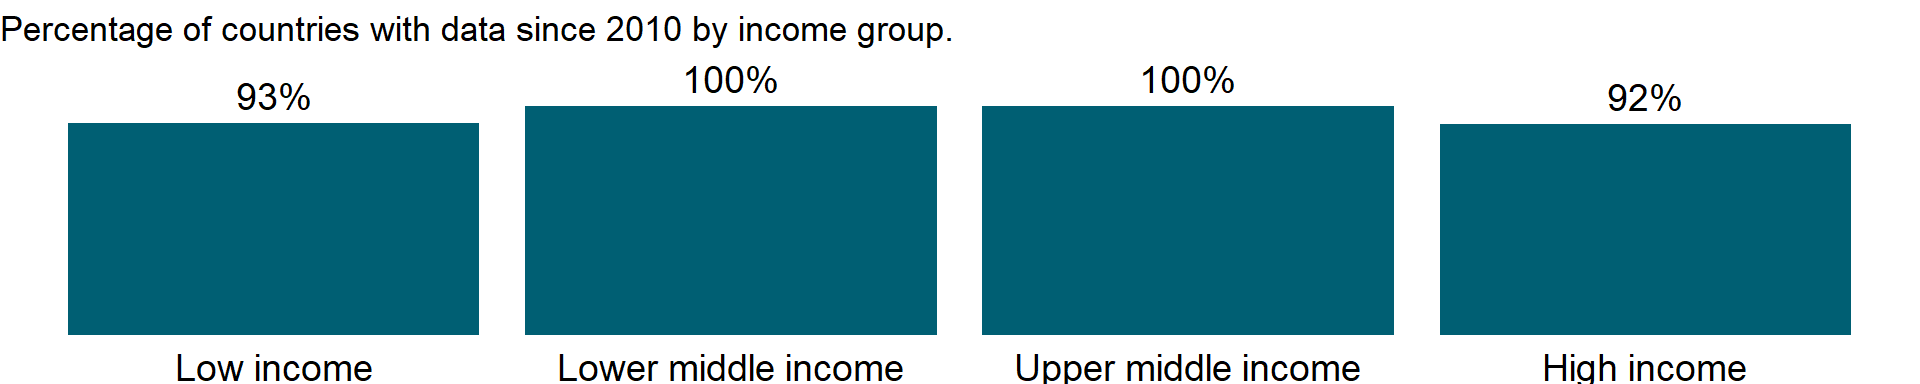 Percentage of countries with data since 2010 by income group.
93%
100%
100%
92%
Low income
Lower middle income
Upper middle income
High income